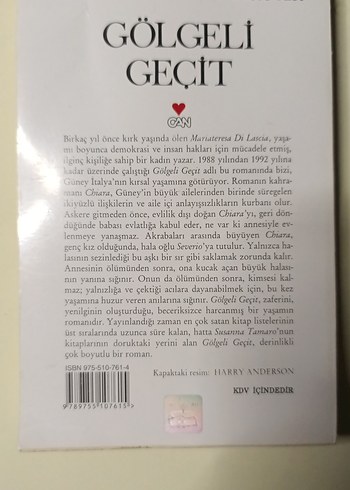 GÖLGELİ
GEÇİT
CAN
Birkaç yıl önce kırk yaşında ölen Mariateresa Di Lascia, yaşa-
mı boyunca demokrasi ve insan hakları için mücadele etmiş,
ilginç kişiliğe sahip bir kadın yazar. 1988 yılından 1992 yılına
kadar üzerinde çalıştığı Gölgeli Geçit adlı bu romanında bizi,
Güney İtalya'nın kırsal yaşamına götürüyor. Romanın kahra-
manı Chiara, Güney'in büyük ailelerinden birinde süregelen
ikiyüzlü ilişkilerin ve aile içi anlayışsızlıkların kurbanı olur.
Askere gitmeden önce, evlilik dışı doğan Chiara'yı, geri dön-
düğünde babası evlatlığa kabul eder, ne var ki annesiyle ev-
lenmeye yanaşmaz. Akrabaları arasında büyüyen Chiara,
genç kız olduğunda, hala oğlu Severio'ya tutulur. Yalnızca ha-
lasının sezinlediği bu aşkı bir sır gibi saklamak zorunda kalır.
Annesinin ölümünden sonra, ona kucak açan büyük halası-
nın yanına sığınır. Onun da ölümünden sonra, kimsesi kal-
maz; yalnızlığa ve çektiği acılara dayanabilmek için, bu kez
yaşamına huzur veren anılarına sığınır. Gölgeli Geçit, zaferini,
yenilginin oluşturduğu, beceriksizce harcanmış bir yaşamın
romanıdır. Yayınlandığı zaman en çok satan kitap listelerinin
üst sıralarında uzunca süre kalan, hatta Susanna Tamaro'nun
kitaplarının doruktaki yerini alan Gölgeli Geçit, derinlikli
çok boyutlu bir roman.
ISBN 975-510-761-4
Kapaktaki resim: HARRY ANDERSON
KDV İÇİNDEDİR
9789755107615>